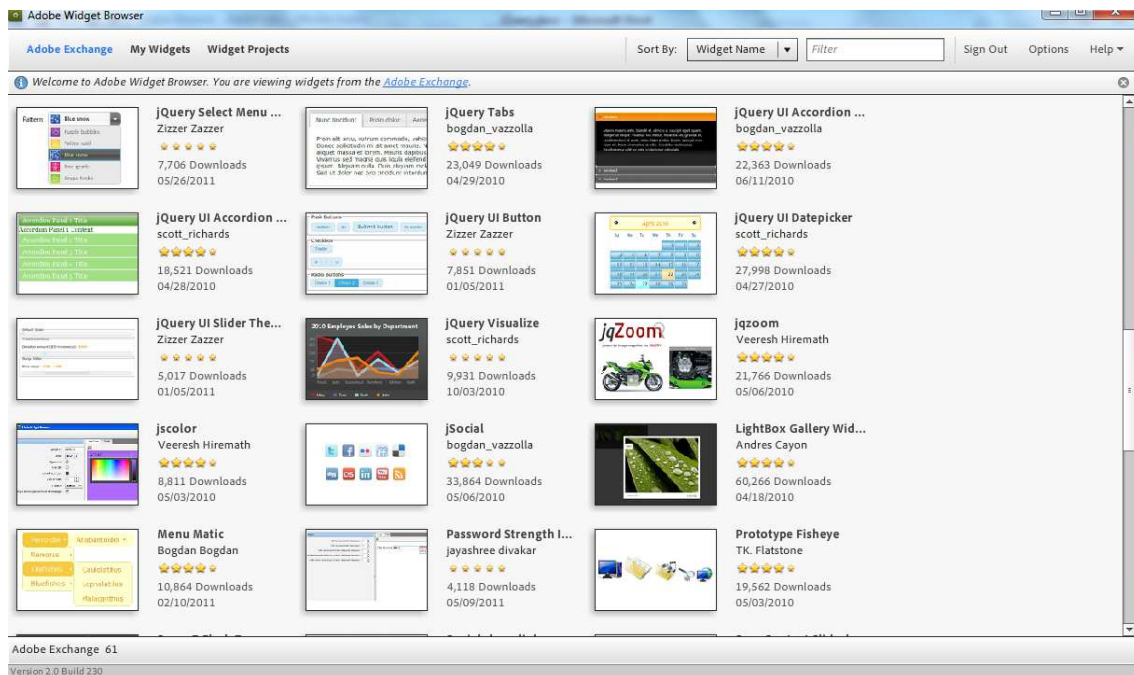 Adobe Widget Browser
Adobe Exchange My Widgets Widget Projects Sort By: Widget Name Filter Sign Out Options Help
Welcome to Adobe Widget Browser. You are viewing widgets from the Adobe Exchange.
jQuery Select Menu ...
Zizzer Zazzer
7,706 Downloads
05/26/2011
jQuery Tabs
bogdan_vazzolla
23,049 Downloads
04/29/2010
jQuery UI Accordion ...
bogdan_vazzolla
22,363 Downloads
06/11/2010
jQuery UI Accordion ...
scott_richards
18,521 Downloads
04/28/2010
jQuery UI Button
Zizzer Zazzer
7,851 Downloads
01/05/2011
jQuery UI Datepicker
scott_richards
27,998 Downloads
04/27/2010
jQuery UI Slider The...
Zizzer Zazzer
5,017 Downloads
01/05/2011
2010 Employee Sales by Department
jQuery Visualize
scott_richards
9,931 Downloads
10/03/2010
jqZoom
jqzoom
Veeresh Hiremath
21,766 Downloads
05/06/2010
jscolor
Veeresh Hiremath
8,811 Downloads
05/03/2010
jSocial
bogdan_vazzolla
33,864 Downloads
05/06/2010
LightBox Gallery Wid...
Andres Cayon
60,266 Downloads
04/18/2010
Menu Matic
Bogdan Bogdan
10,864 Downloads
02/10/2011
Password Strength I...
jayashree divakar
4,118 Downloads
05/09/2011
Prototype Fisheye
TK. Flatstone
19,562 Downloads
05/03/2010
Adobe Exchange 61
Version 2.0 Build 230